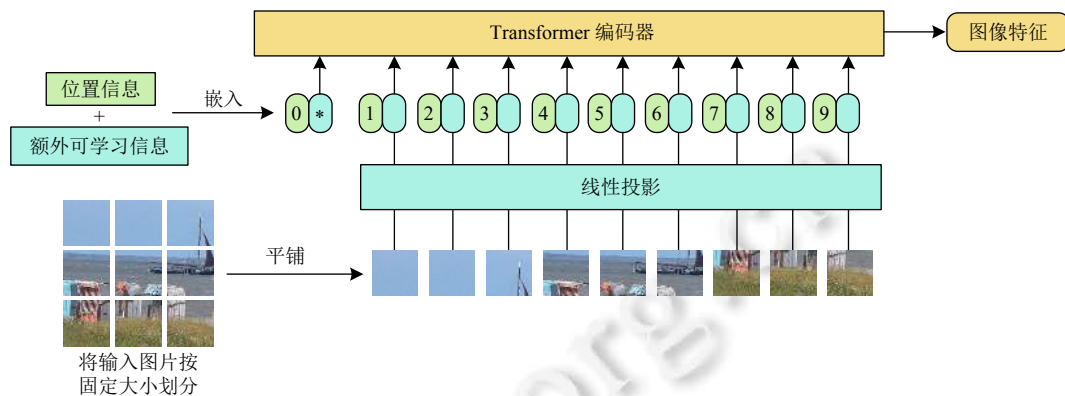 Transformer 编码器
图像特征
位置信息
+
额外可学习信息
嵌入
0 * 1 2 3 4 5 6 7 8 9
线性投影
平铺
将输入图片按
固定大小划分
org.cn